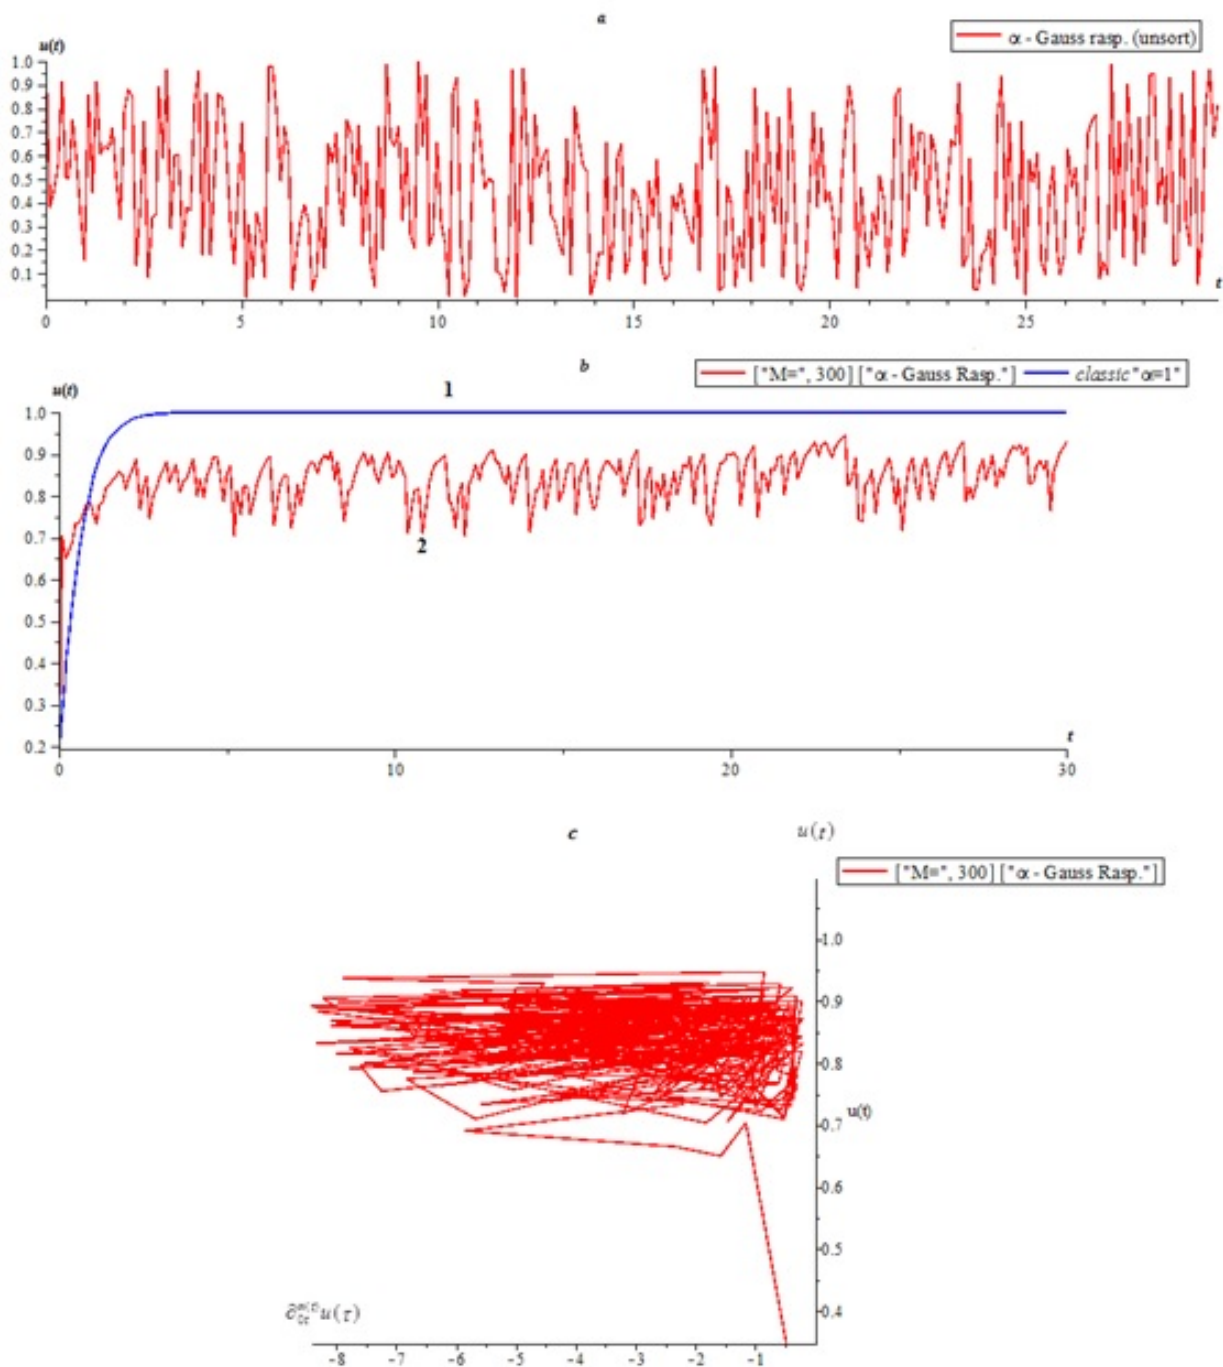 a
α - Gauss rasp. (unsort)
u(t)
1.0
0.9
0.8
0.7
0.6
0.5
0.4
0.3
0.2
0.1
0 5 10 15 20 25
t
b
["M=", 300] ["α - Gauss Rasp."] classic "α=1"
u(t)
1
1.0
0.9
0.8
0.7
0.6
0.5
0.4
0.3
0.2
2
t
0 10 20 30
c
u(t)
["M=", 300] ["α - Gauss Rasp."]
1.0
0.9
0.8
0.7
u(t)
0.6
0.5
0.4
u(τ)
-8 -7 -6 -5 -4 -3 -2 -1